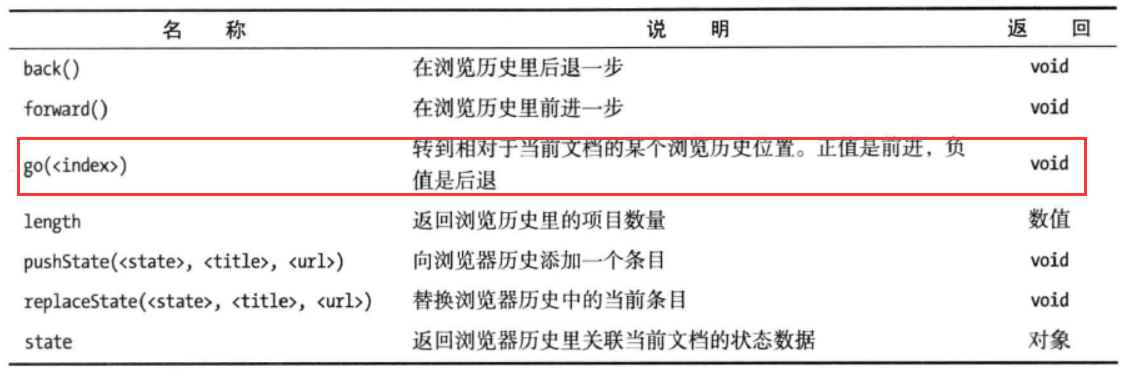 名 称 说 明 返 回
back() 在浏览历史里后退一步 void
forward() 在浏览历史里前进一步 void
go(<index>) 转到相对于当前文档的某个浏览历史位置。正值是前进，负 void
值是后退
length 返回浏览历史里的项目数量 数值
pushState(<state>, <title>, <url>) 向浏览器历史添加一个条目 void
replaceState(<state>, <title>, <url>) 替换浏览器历史中的当前条目 void
state 返回浏览器历史里关联当前文档的状态数据 对象